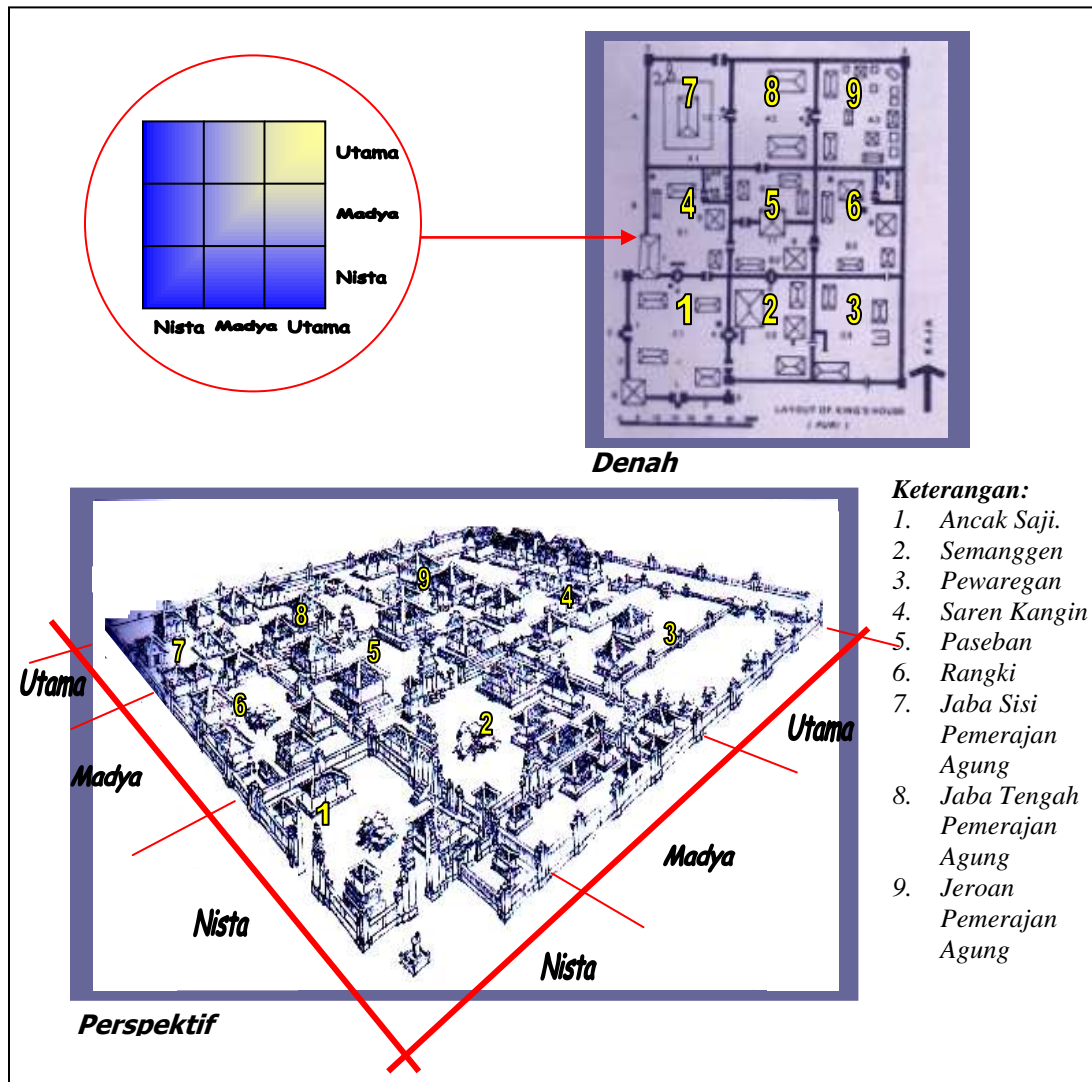 Utama
Madya
Nista
Nista Madya Utama
7 8 9
4 5 6
1 2 3
KAJA
LAYOUT OF KING'S HOUSE
( PURI )
Denah
Keterangan:
1. Ancak Saji.
2. Semanggen
3. Pewaregan
4. Saren Kangin
5. Paseban
6. Rangki
7. Jaba Sisi
Pemerajan
Agung
8. Jaba Tengah
Pemerajan
Agung
9. Jeroan
Pemerajan
Agung
9
4
8
3
7
5
6
2
1
Utama
Madya
Nista
Utama
Madya
Nista
Perspektif